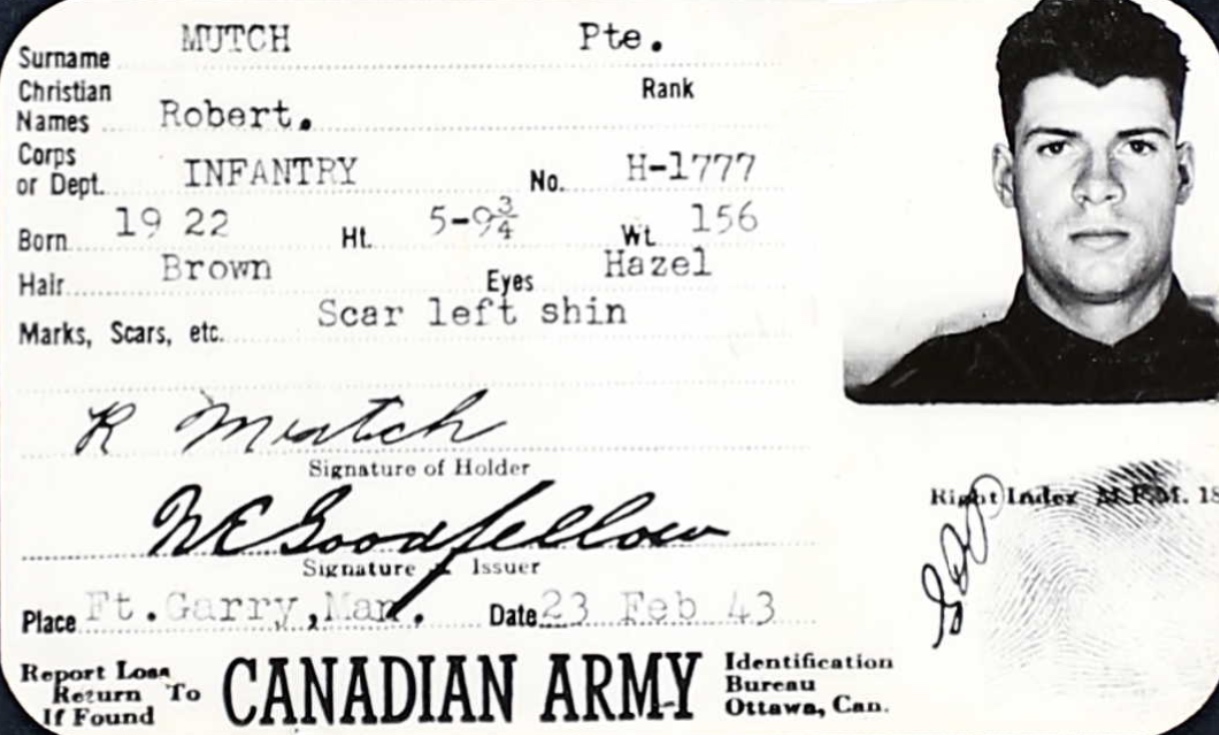 Surname MUTCH Pte.
Christian Names Robert. Rank
Corps or Dept. INFANTRY No. H-1777
Born 19 22 Ht. 5-9¾ Wt. 156
Hair Brown Eyes Hazel
Marks, Scars, etc. Scar left shin
R Mutch
Signature of Holder
Goodfellow
Signature Issuer
Place Ft.Garry,Man. Date 23 Feb 43
Right Index M.F.M. 18
Report Loss
Return To
If Found
CANADIAN ARMY
Identification
Bureau
Ottawa, Can.